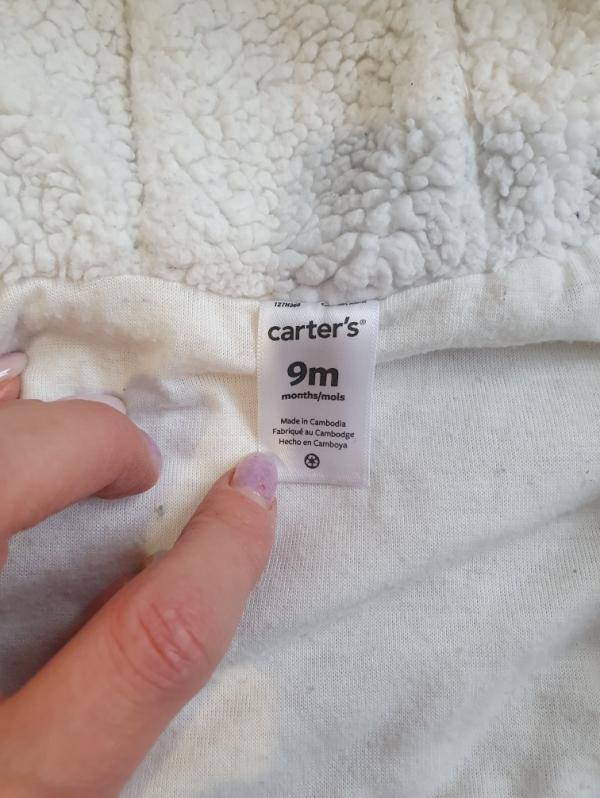 carter's®
9m
months/mois
Made in Cambodia
Fabriqué au Cambodge
Hecho en Camboya